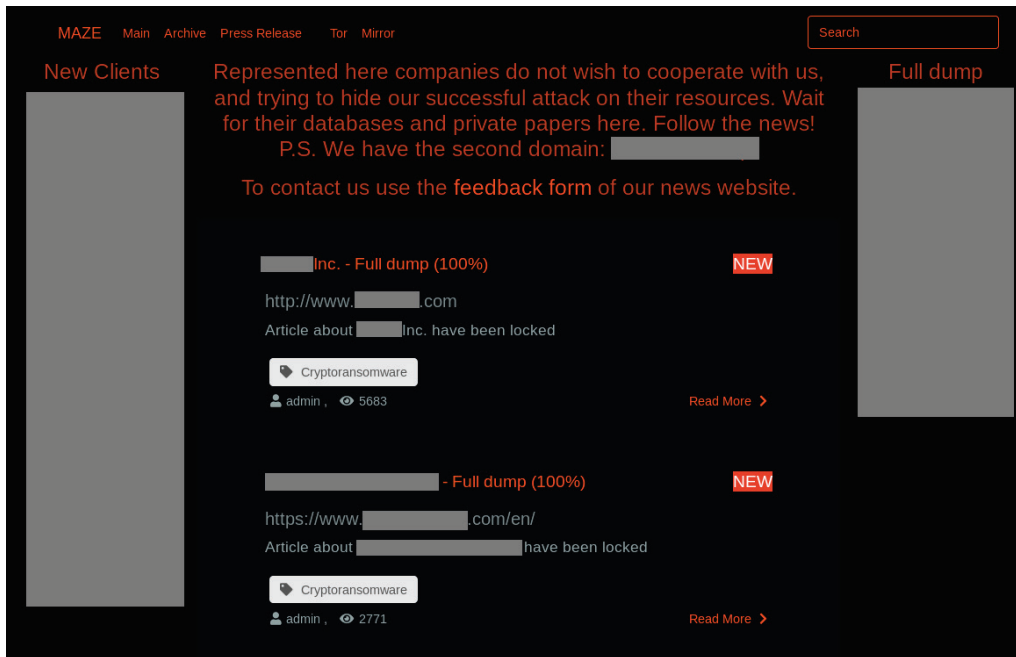 MAZE Main Archive Press Release Tor Mirror Search
New Clients
Represented here companies do not wish to cooperate with us,
and trying to hide our successful attack on their resources. Wait
for their databases and private papers here. Follow the news!
P.S. We have the second domain:
To contact us use the feedback form of our news website.
Full dump
Inc. - Full dump (100%) NEW
http://www. .com
Article about Inc. have been locked
Cryptoransomware
admin , 5683 Read More
- Full dump (100%) NEW
https://www. .com/en/
Article about have been locked
Cryptoransomware
admin , 2771 Read More